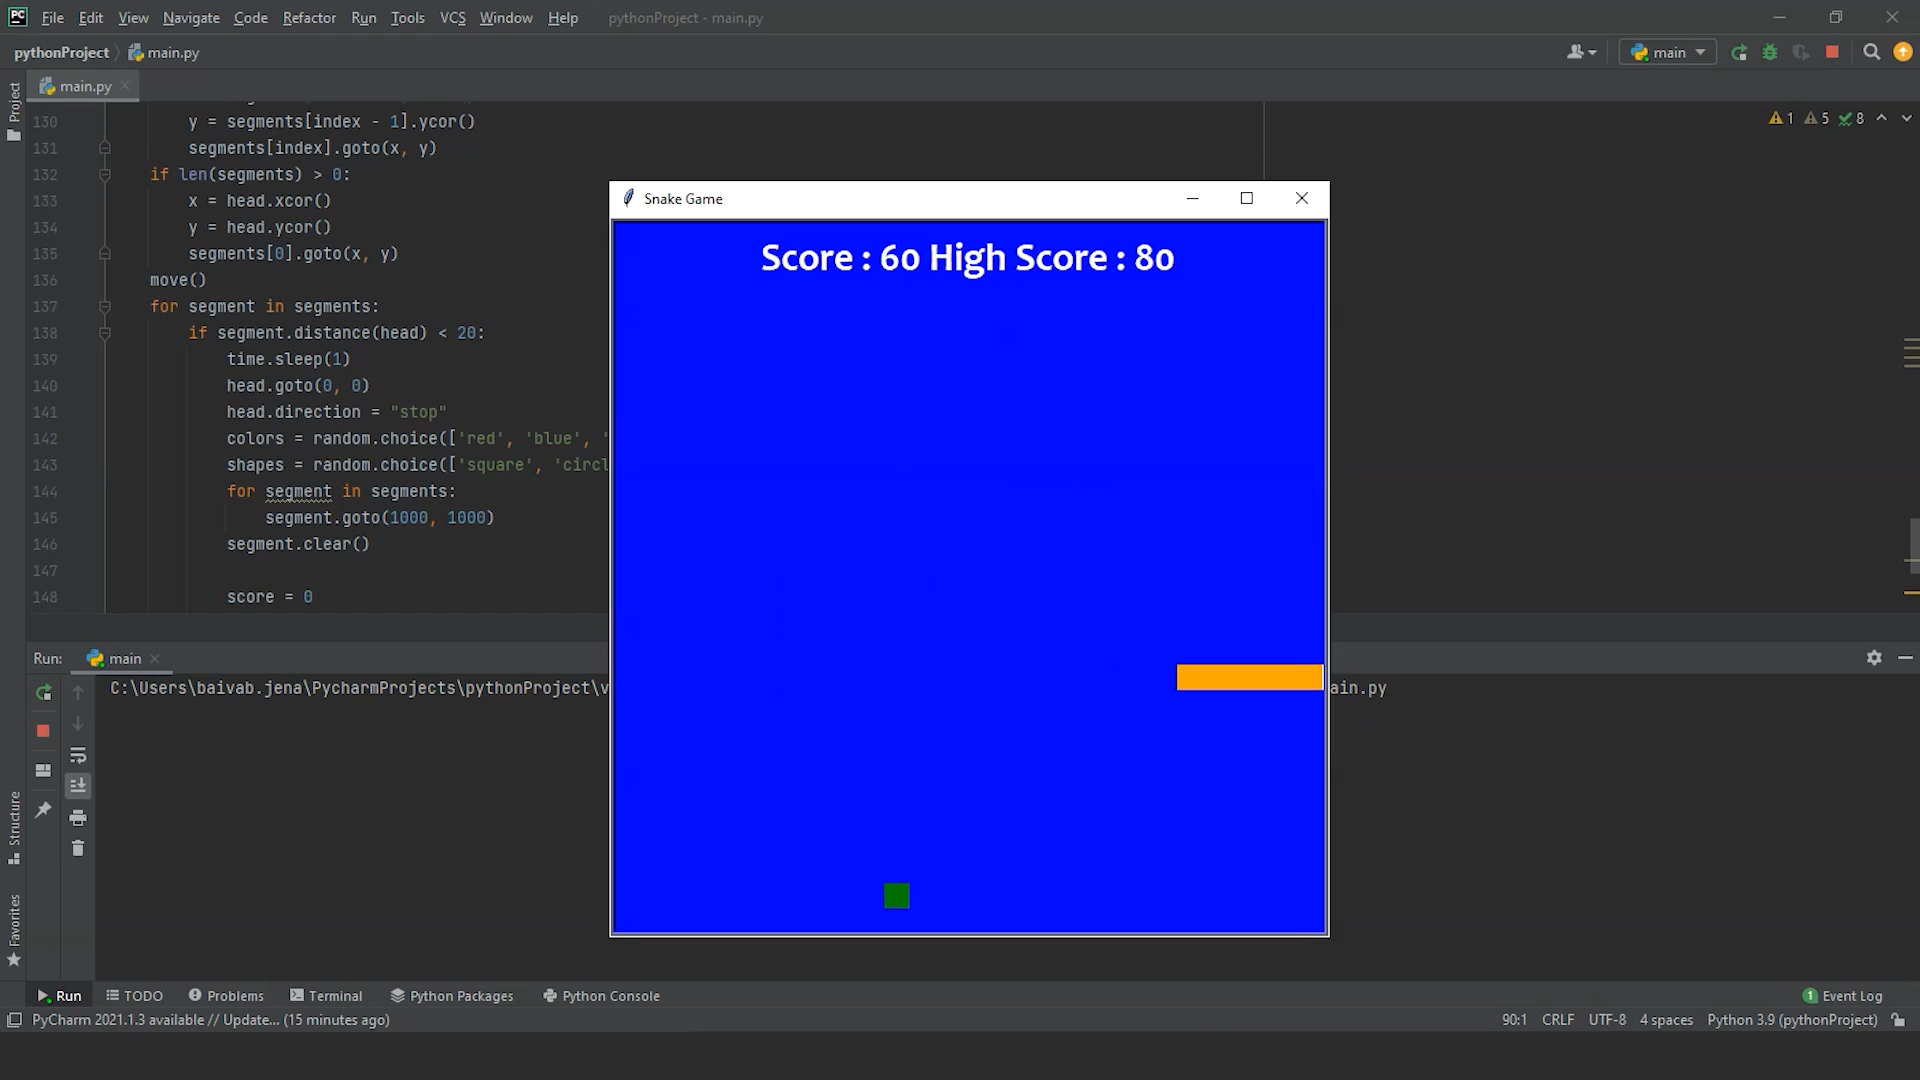 PC File Edit View Navigate Code Refactor Run Tools VCS Window Help pythonProject - main.py
pythonProject main.py main
Project
main.py
1 5 8
130 y = segments[index - 1].ycor()
131 segments[index].goto(x, y)
132 if len(segments) > 0:
133 x = head.xcor()
134 y = head.ycor()
135 segments[0].goto(x, y)
136 move()
137 for segment in segments:
138 if segment.distance(head) < 20:
139 time.sleep(1)
140 head.goto(0, 0)
141 head.direction = "stop"
142 colors = random.choice(['red', 'blue', '
143 shapes = random.choice(['square', 'circl
144 for segment in segments:
145 segment.goto(1000, 1000)
146 segment.clear()
147
148 score = 0
Snake Game
Score : 60 High Score : 80
Run: main
C:\Users\baivab.jena\PycharmProjects\pythonProject\v
ain.py
Structure
Favorites
Run TODO Problems Terminal Python Packages Python Console 1 Event Log
PyCharm 2021.1.3 available // Update... (15 minutes ago) 90:1 CRLF UTF-8 4 spaces Python 3.9 (pythonProject)